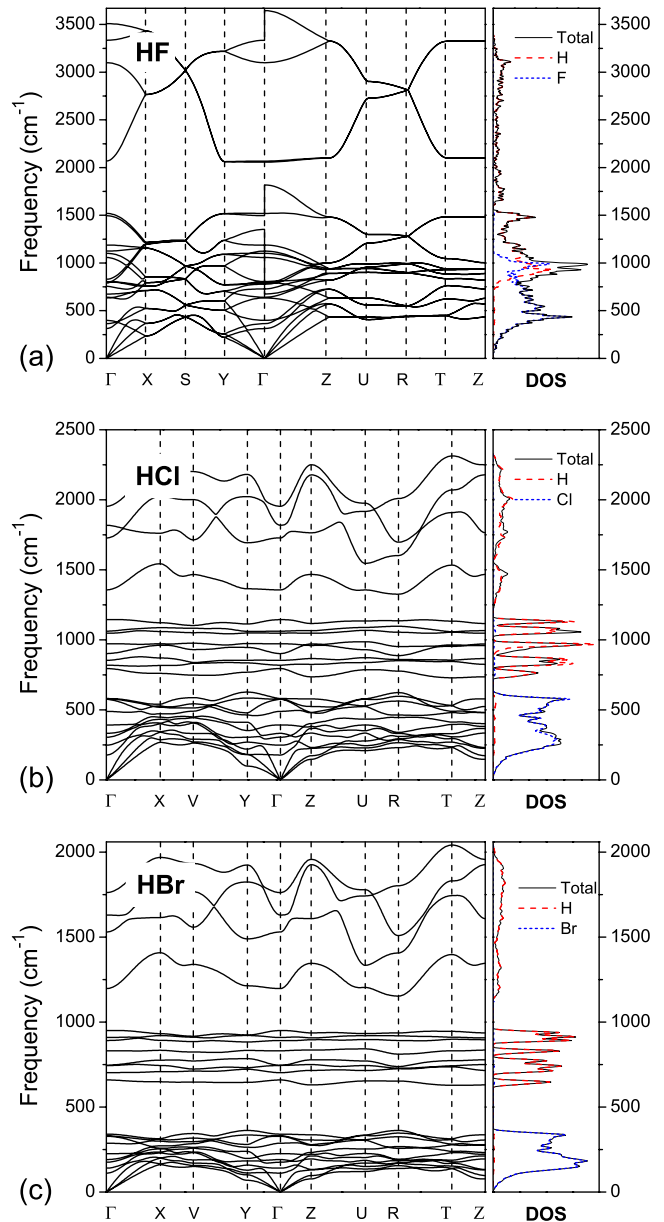 HF
3500
3000
2500
2000
1500
1000
500
0
Frequency (cm⁻¹)
(a)
Γ X S Y Γ Z U R T Z
Total
H
F
3500
3000
2500
2000
1500
1000
500
0
DOS
HCl
2500
2000
1500
1000
500
0
Frequency (cm⁻¹)
(b)
Γ X V Y Γ Z U R T Z
Total
H
Cl
2500
2000
1500
1000
500
0
DOS
HBr
2000
1500
1000
500
0
Frequency (cm⁻¹)
(c)
Γ X V Y Γ Z U R T Z
Total
H
Br
2000
1500
1000
500
0
DOS